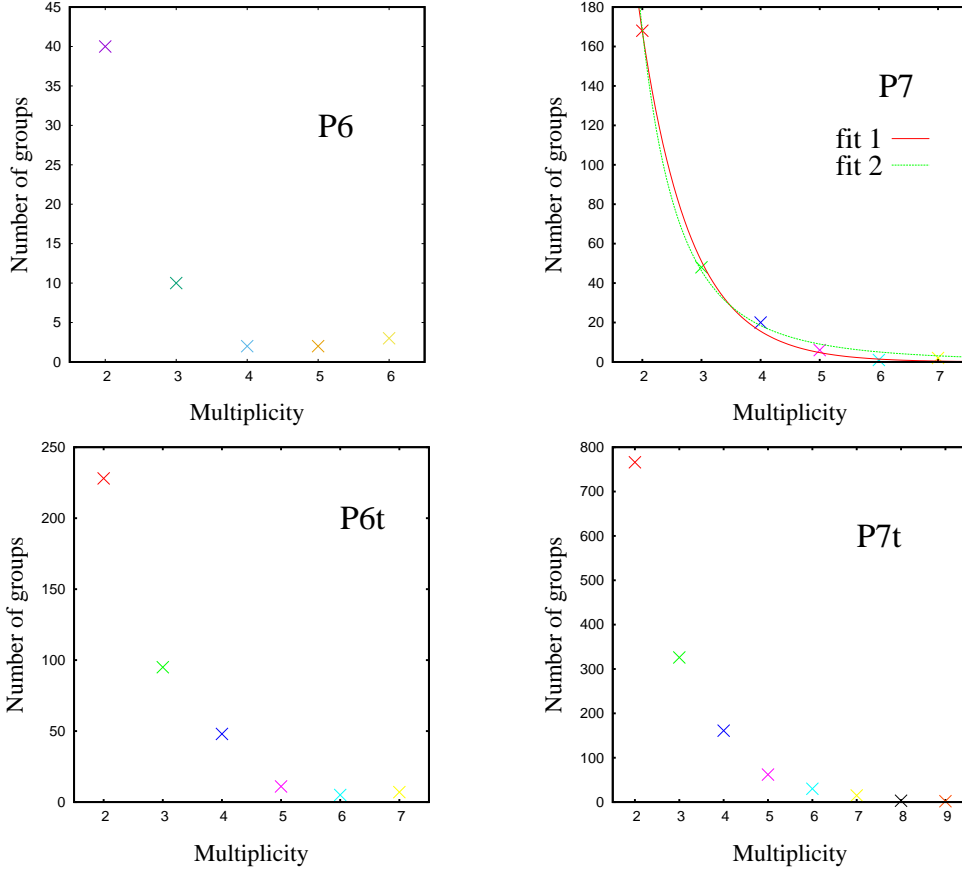 45
40
35
30
25
20
15
10
5
0
Number of groups
P6
2 3 4 5 6
Multiplicity
180
160
140
120
100
80
60
40
20
0
Number of groups
P7
fit 1
fit 2
2 3 4 5 6 7
Multiplicity
250
200
150
100
50
0
Number of groups
P6t
2 3 4 5 6 7
Multiplicity
800
700
600
500
400
300
200
100
0
Number of groups
P7t
2 3 4 5 6 7 8 9
Multiplicity